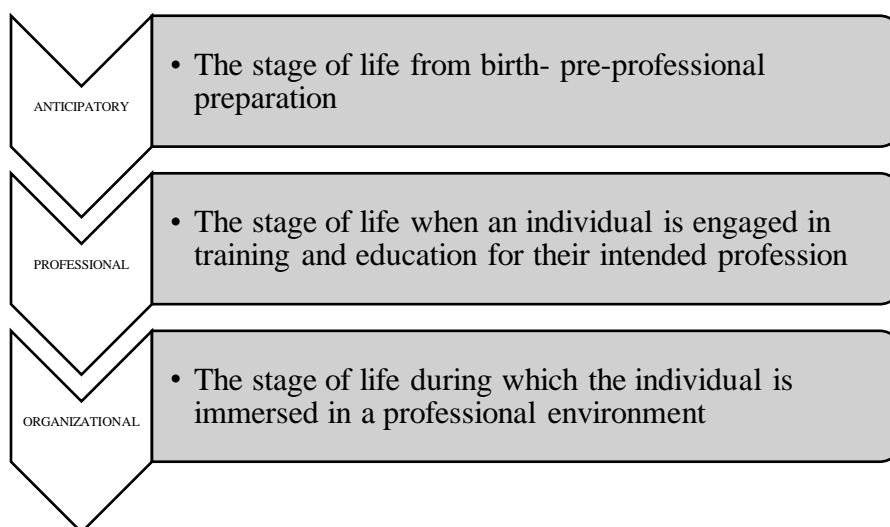 ANTICIPATORY
• The stage of life from birth- pre-professional
preparation
PROFESSIONAL
• The stage of life when an individual is engaged in
training and education for their intended profession
ORGANIZATIONAL
• The stage of life during which the individual is
immersed in a professional environment